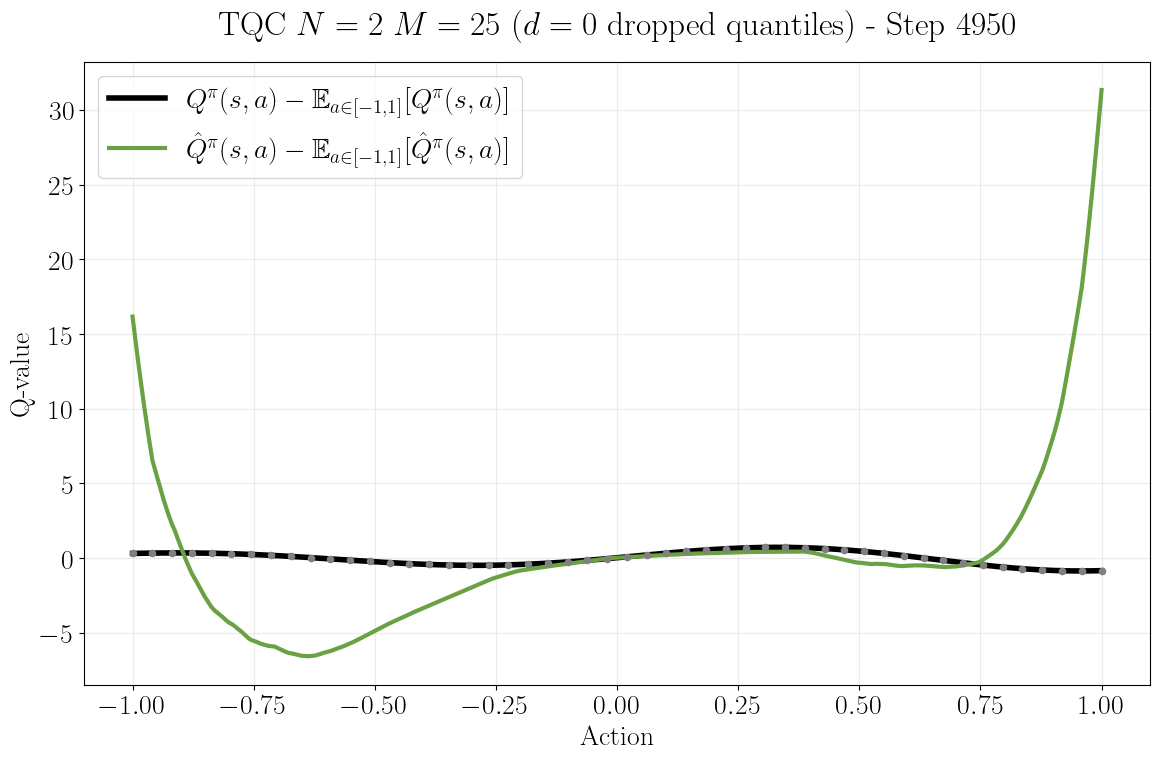 TQC N = 2 M = 25 (d = 0 dropped quantiles) - Step 4950
Q^π(s, a) − 𝔼_{a∈[−1,1]}[Q^π(s, a)]
Q̂^π(s, a) − 𝔼_{a∈[−1,1]}[Q̂^π(s, a)]
30
25
20
15
10
5
0
−5
Q-value
−1.00 −0.75 −0.50 −0.25 0.00 0.25 0.50 0.75 1.00
Action